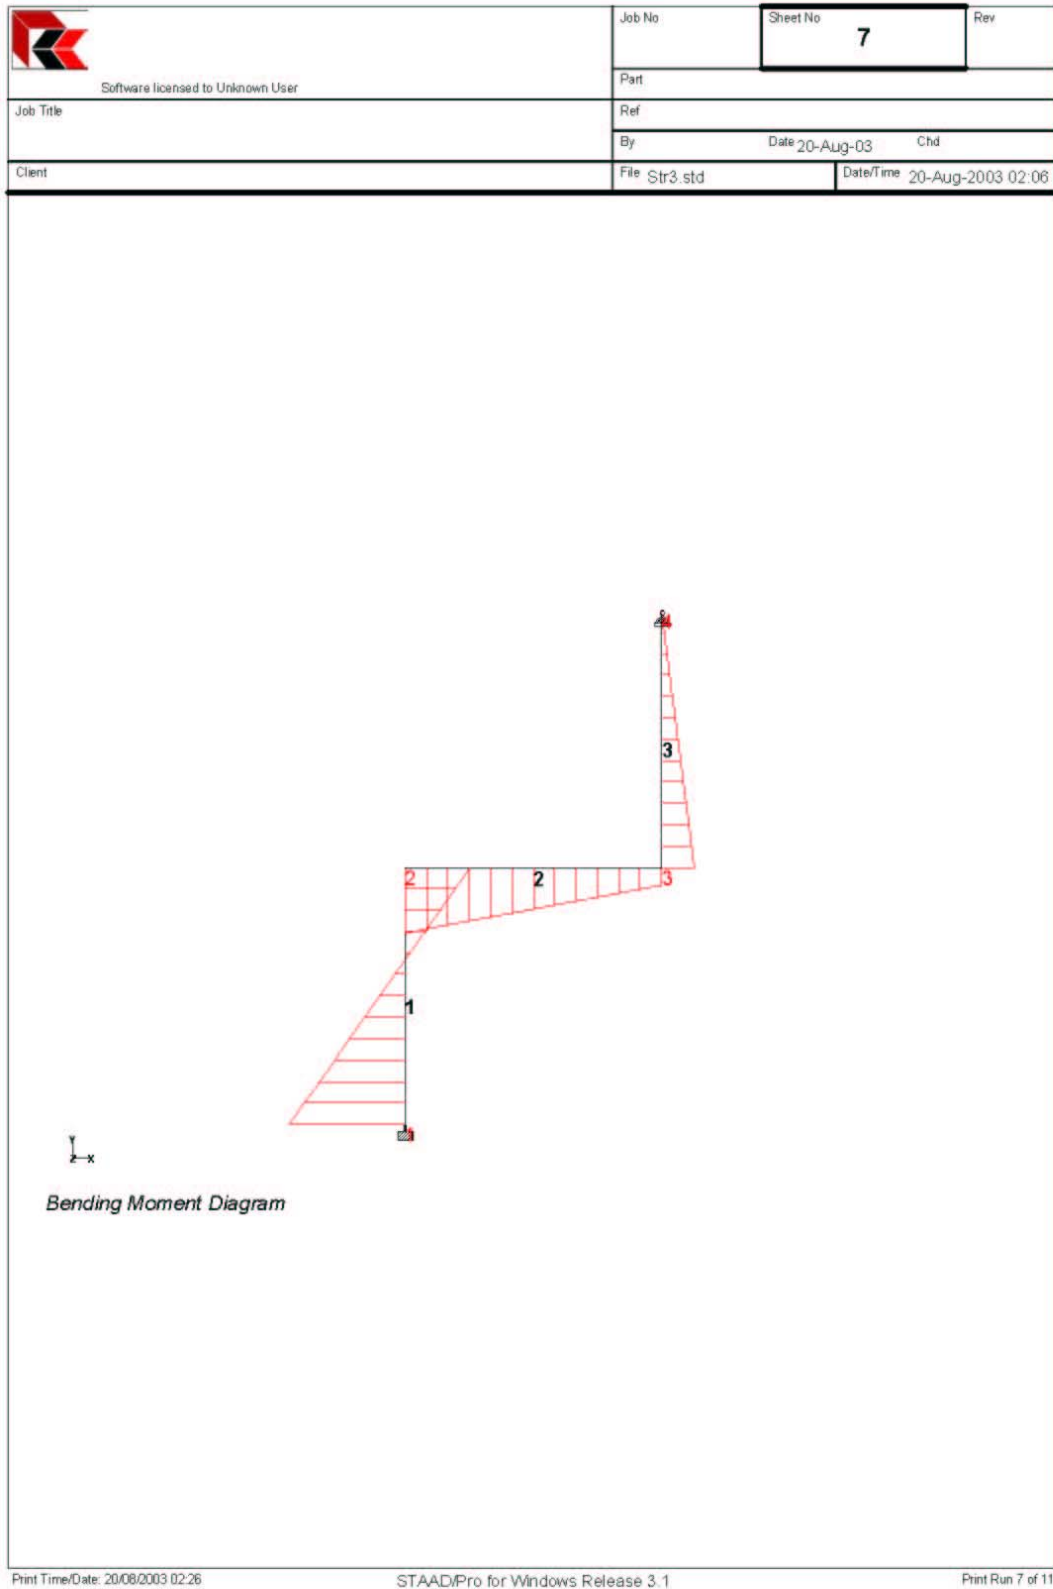 Job No
Sheet No
7
Rev
Software licensed to Unknown User
Part
Job Title
Ref
By
Date 20-Aug-03
Chd
Client
File Str3.std
Date/Time 20-Aug-2003 02:06
4
3
2
2
3
1
Y
Z X
Bending Moment Diagram
Print Time/Date: 20/08/2003 02:26
STAAD/Pro for Windows Release 3.1
Print Run 7 of 11